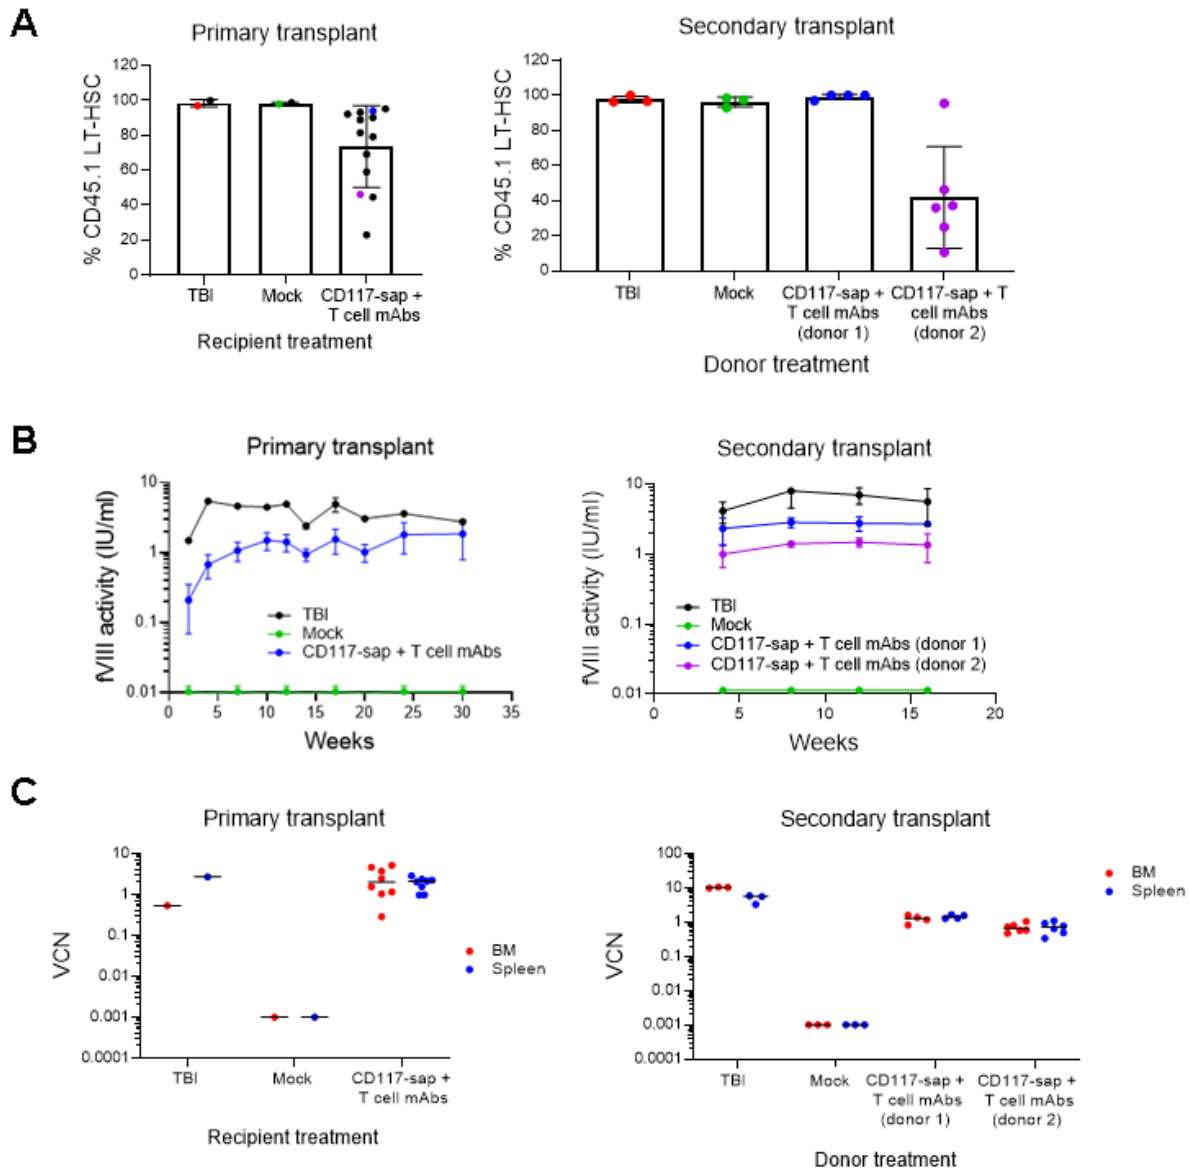 A
Primary transplant
% CD45.1 LT-HSC
120
100
80
60
40
20
0
TBI
Mock
CD117-sap +
T cell mAbs
Recipient treatment
Secondary transplant
% CD45.1 LT-HSC
120
100
80
60
40
20
0
TBI
Mock
CD117-sap +
T cell mAbs
(donor 1)
CD117-sap + T
cell mAbs
(donor 2)
Donor treatment
B
Primary transplant
fVIII activity (IU/ml)
10
1
0.1
0.01
TBI
Mock
CD117-sap + T cell mAbs
0
5
10
15
20
25
30
35
Weeks
Secondary transplant
fVIII activity (IU/ml)
10
1
0.1
0.01
TBI
Mock
CD117-sap + T cell mAbs (donor 1)
CD117-sap + T cell mAbs (donor 2)
0
5
10
15
20
Weeks
C
Primary transplant
VCN
10
1
0.1
0.01
0.001
0.0001
BM
Spleen
TBI
Mock
CD117-sap +
T cell mAbs
Recipient treatment
Secondary transplant
VCN
100
10
1
0.1
0.01
0.001
0.0001
BM
Spleen
TBI
Mock
CD117-sap +
T cell mAbs
(donor 1)
CD117-sap +
T cell mAbs
(donor 2)
Donor treatment